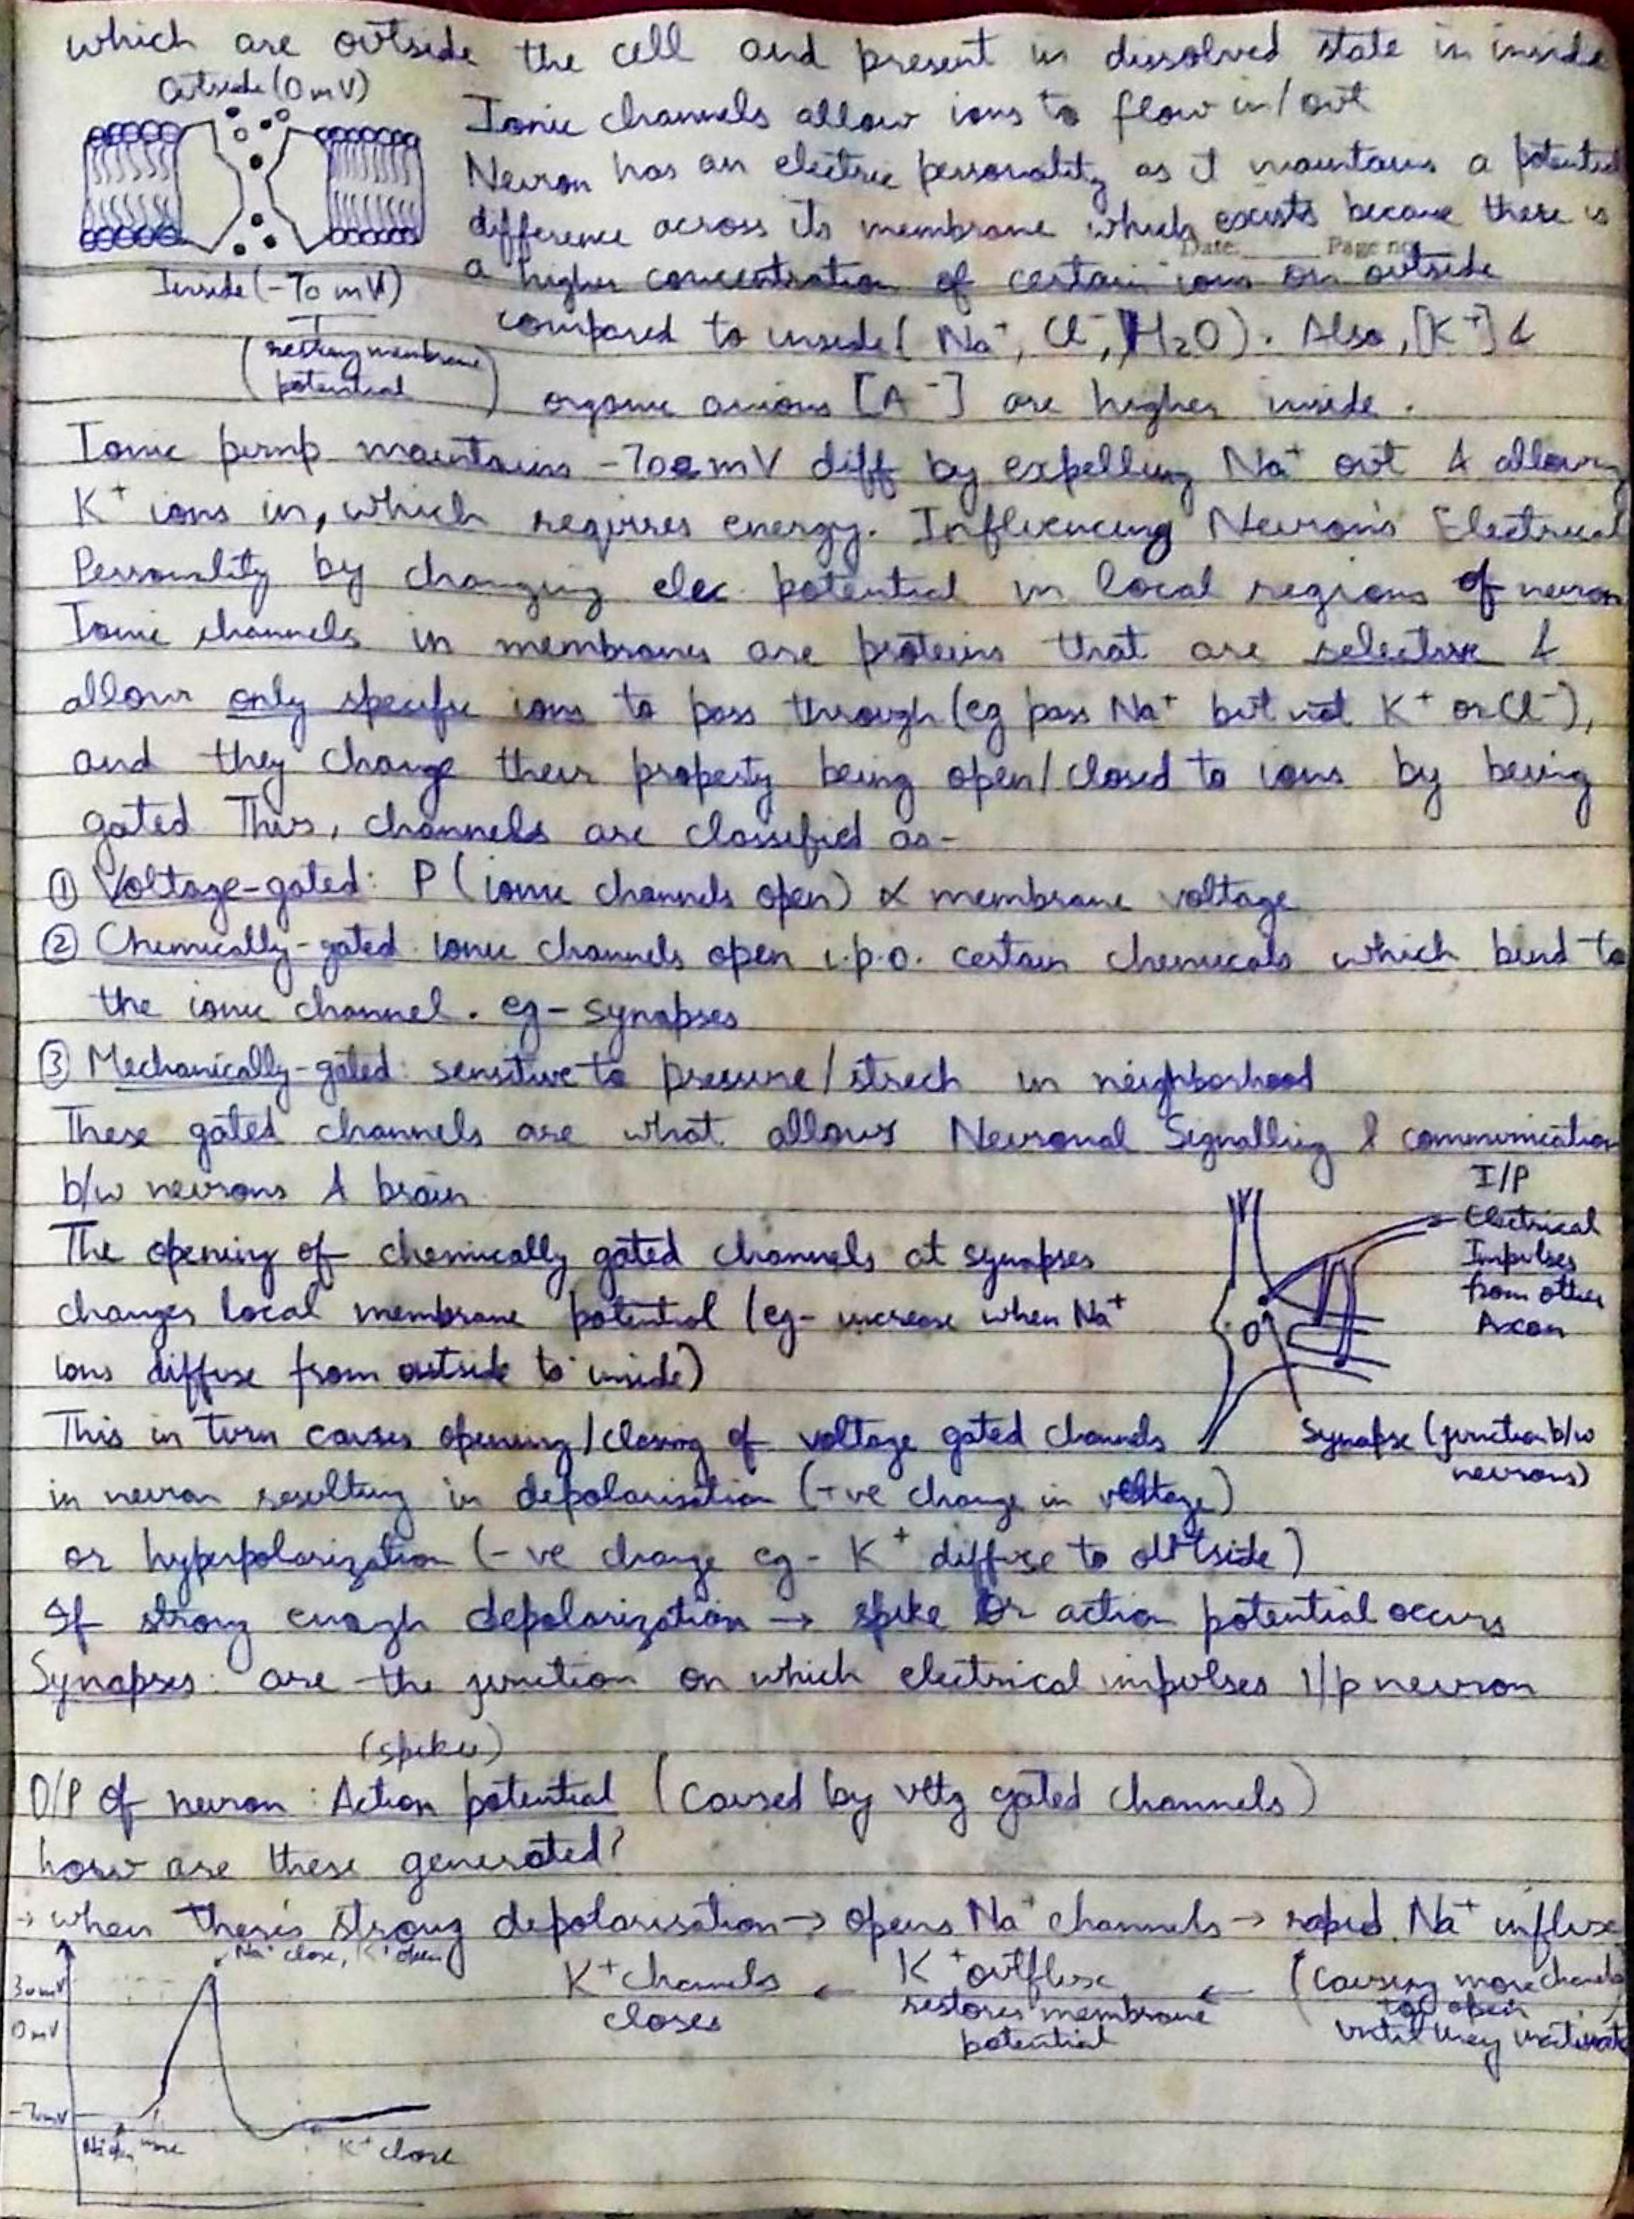 which are outside the cell and present in dissolved state in inside
Outside (0mV)
Ionic channels allow ions to flow in/out
Neuron has an electric personality as it maintains a potential
difference across its membrane which exists because there is
Date. Page no.
a higher concentration of certain ions on outside
Inside (-70 mV)
compared to inside (Na⁺, Cl⁻, H₂O). Also, [K⁺] &
(resting membrane
potential)
organic anions [A⁻] are higher inside.
Ionic pump maintains -70 mV diff by expelling Na⁺ out & allowing
K⁺ ions in, which requires energy. Influencing Neuron's Electrical
Personality by changing elec. potential in local regions of neuron
Ionic channels in membranes are proteins that are selective &
allow only specific ions to pass through (eg pass Na⁺ but not K⁺ or Cl⁻),
and they change their property being open/closed to ions by being
gated This, channels are classified as-
① Voltage-gated: P (ionic channels open) ∝ membrane voltage
② Chemically-gated ionic channels open i.p.o. certain chemicals which bind to
the ionic channel. eg - synapses
③ Mechanically-gated: sensitive to pressure/strech in neighborhood
These gated channels are what allows Neuronal Signalling & communication
b/w neurons & brain
I/P
Electrical
Impulses
from other
Axon
The opening of chemically gated channels at synapses
changes local membrane potential (eg- increase when Na⁺
ions diffuse from outside to inside)
This in turn causes opening/closing of voltage gated channels
Synapse (junction b/w
neurons)
in neuron resulting in depolarisation (+ve change in voltage)
or hyperpolarization (-ve change eg - K⁺ diffuse to outside)
If strong enough depolarization → spike or action potential occurs
Synapses: are the junction on which electrical impulses i/p neuron
(spikes)
O/P of neuron: Action potential (Caused by vltg gated channels)
how are these generated?
→ when there's strong depolarisation → opens Na⁺ channels → rapid Na⁺ influx
Na⁺ close, K⁺ open
(Causing more channels
to open
until they inactivate)
← K⁺ outflux
restores membrane
potential
← K⁺ channels
closes
30mV
0mV
-70mV
more
K⁺ close